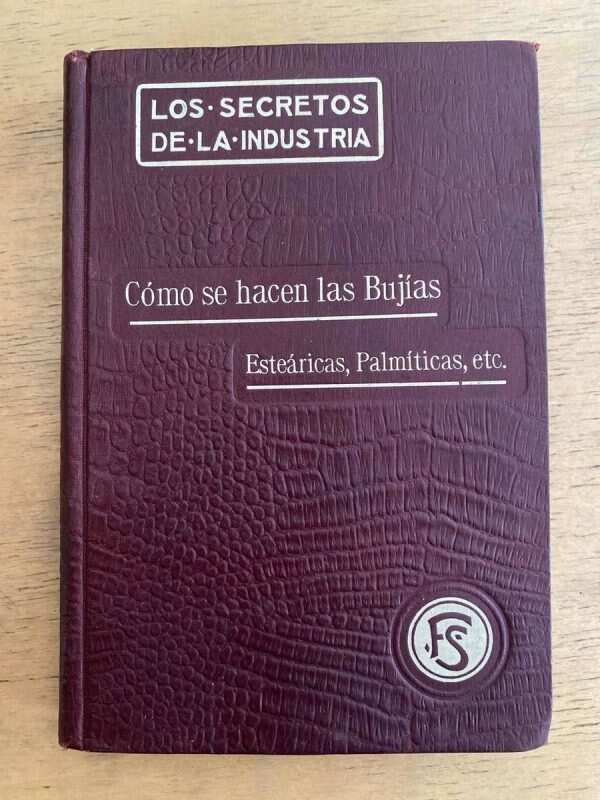 LOS·SECRETOS
DE·LA·INDUSTRIA
Cómo se hacen las Bujías
Esteáricas, Palmíticas, etc.
FS